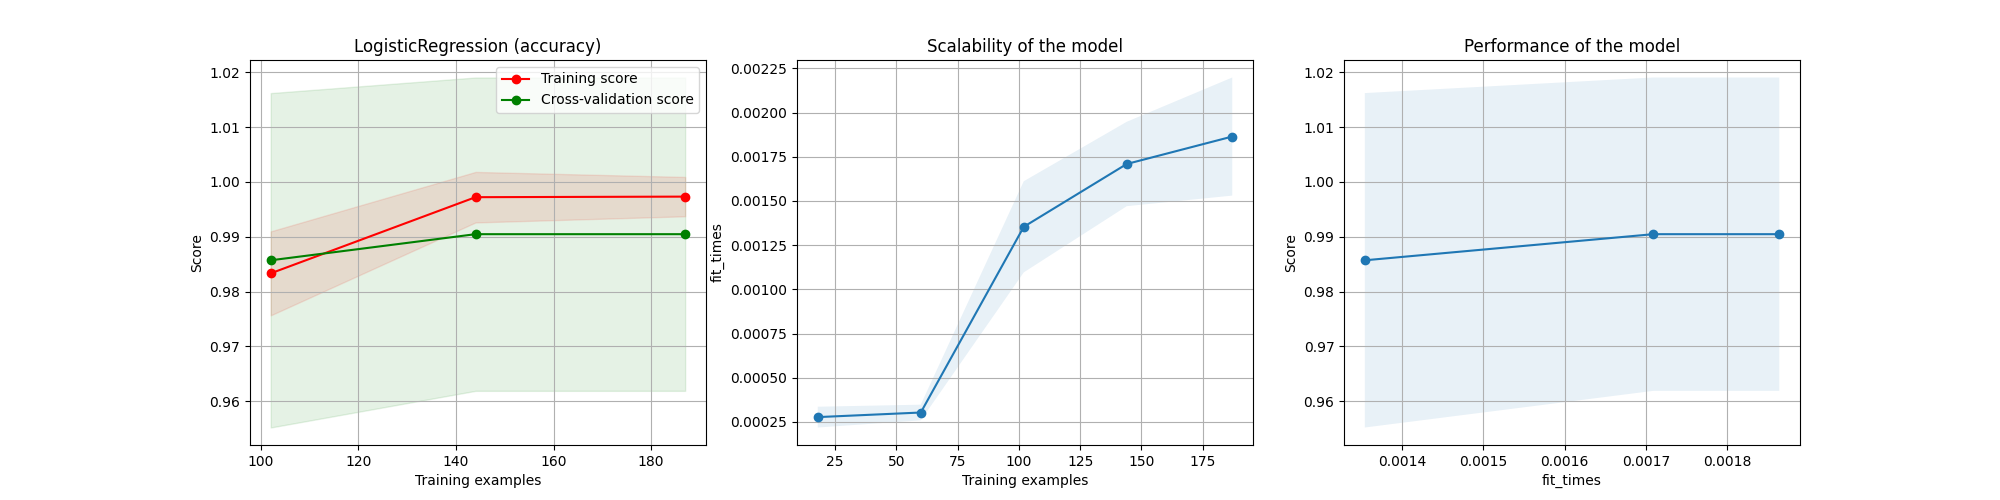 LogisticRegression (accuracy)
Score
1.02
1.01
1.00
0.99
0.98
0.97
0.96
Training score
Cross-validation score
100 120 140 160 180
Training examples
Scalability of the model
fit_times
0.00225
0.00200
0.00175
0.00150
0.00125
0.00100
0.00075
0.00050
0.00025
25 50 75 100 125 150 175
Training examples
Performance of the model
Score
1.02
1.01
1.00
0.99
0.98
0.97
0.96
0.0014 0.0015 0.0016 0.0017 0.0018
fit_times